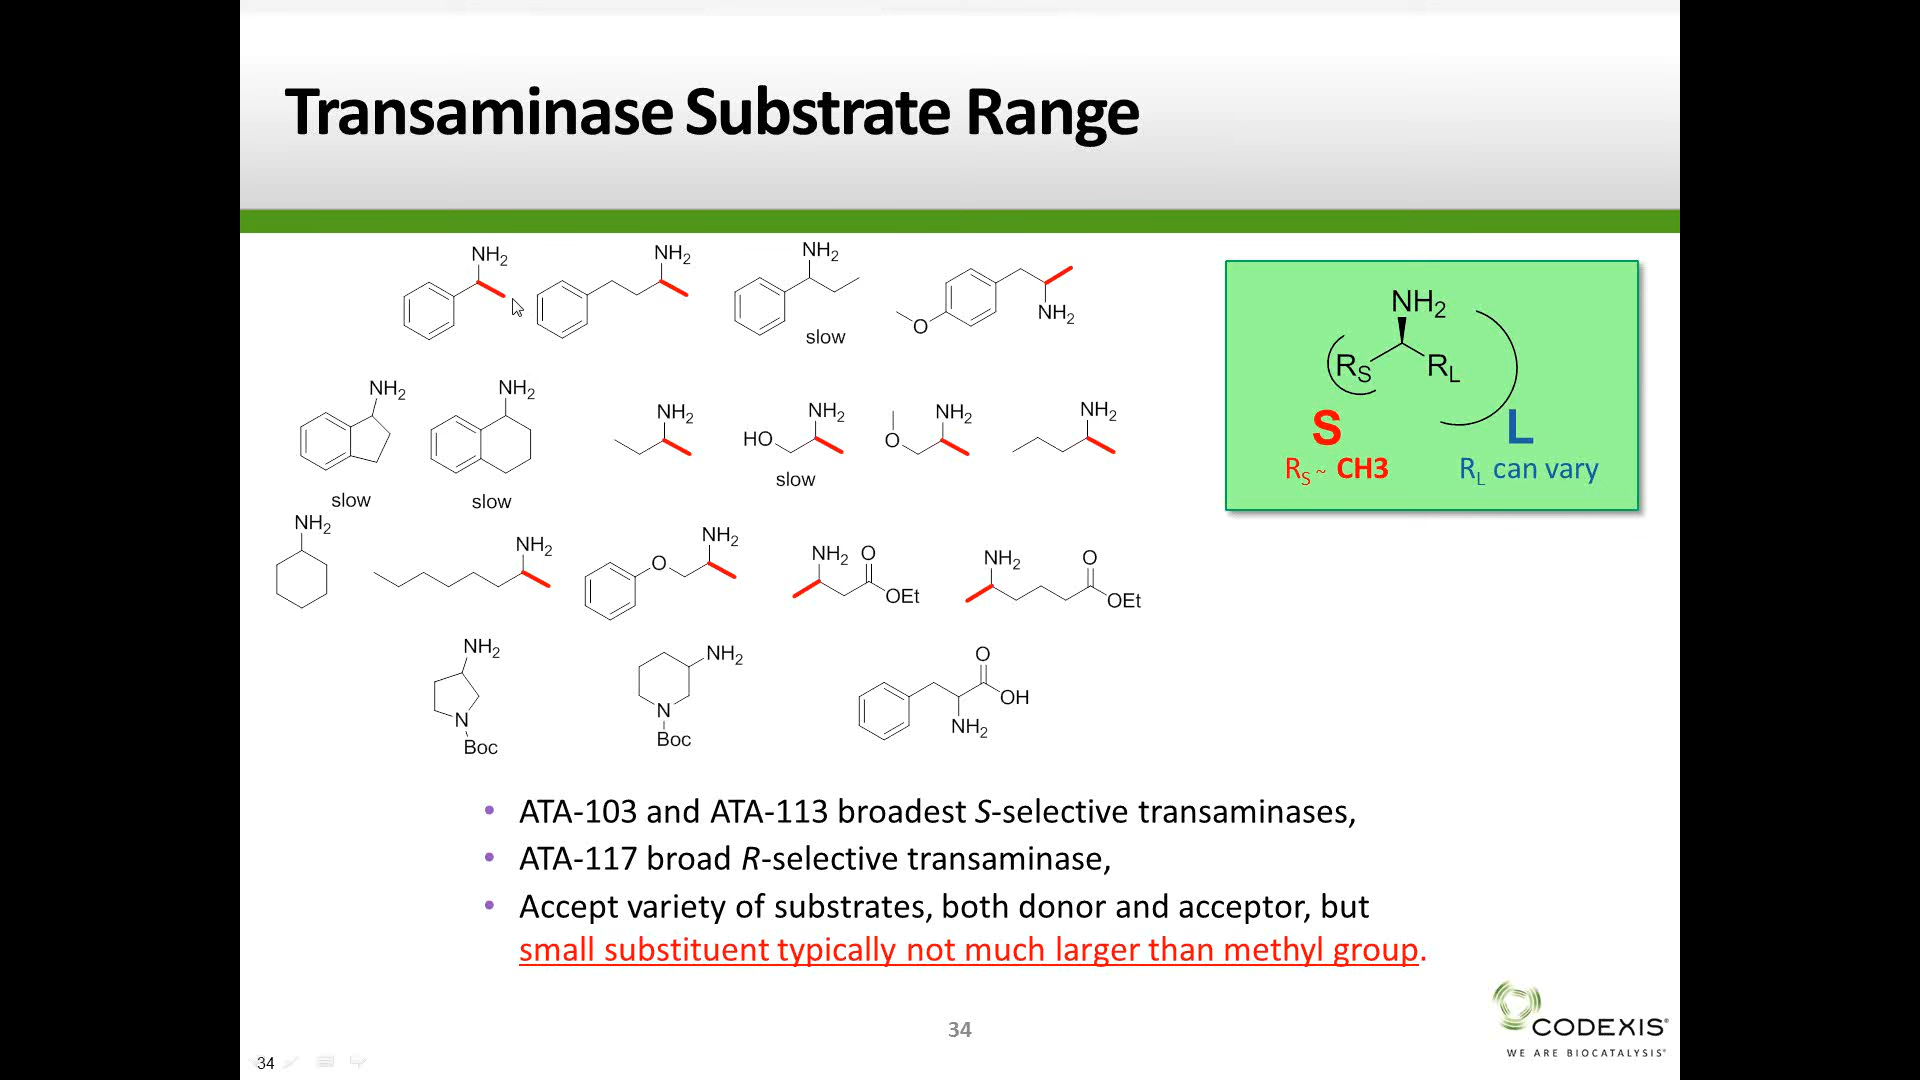 Transaminase Substrate Range
NH2
NH2
NH2
slow
O
NH2
NH2
RS
RL
S
L
RS ~ CH3
RL can vary
NH2
slow
NH2
slow
NH2
HO
NH2
slow
O
NH2
NH2
NH2
NH2
O
NH2
NH2
O
OEt
NH2
O
OEt
NH2
N
Boc
NH2
N
Boc
O
OH
NH2
• ATA-103 and ATA-113 broadest S-selective transaminases,
• ATA-117 broad R-selective transaminase,
• Accept variety of substrates, both donor and acceptor, but
small substituent typically not much larger than methyl group.
34
CODEXIS®
WE ARE BIOCATALYSIS®
34